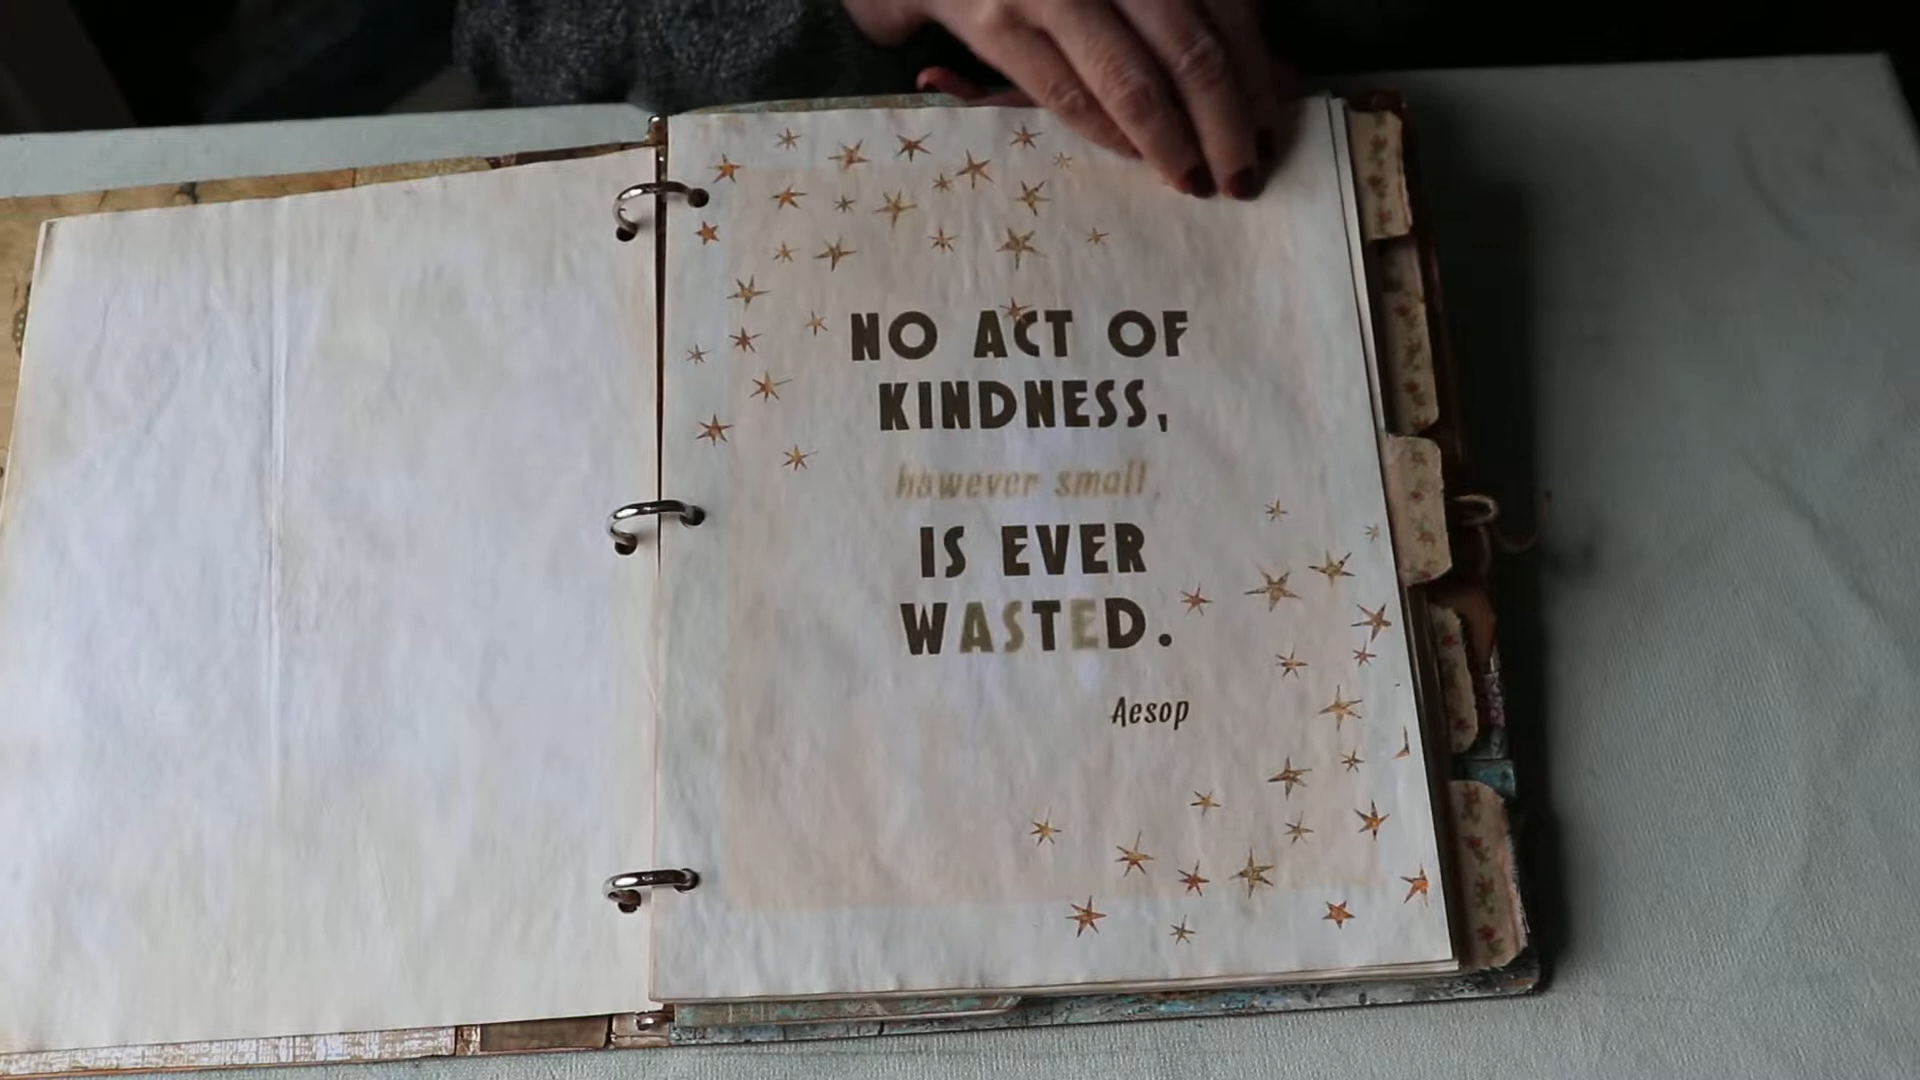 NO ACT OF
KINDNESS,
however small,
IS EVER
WASTED.
Aesop